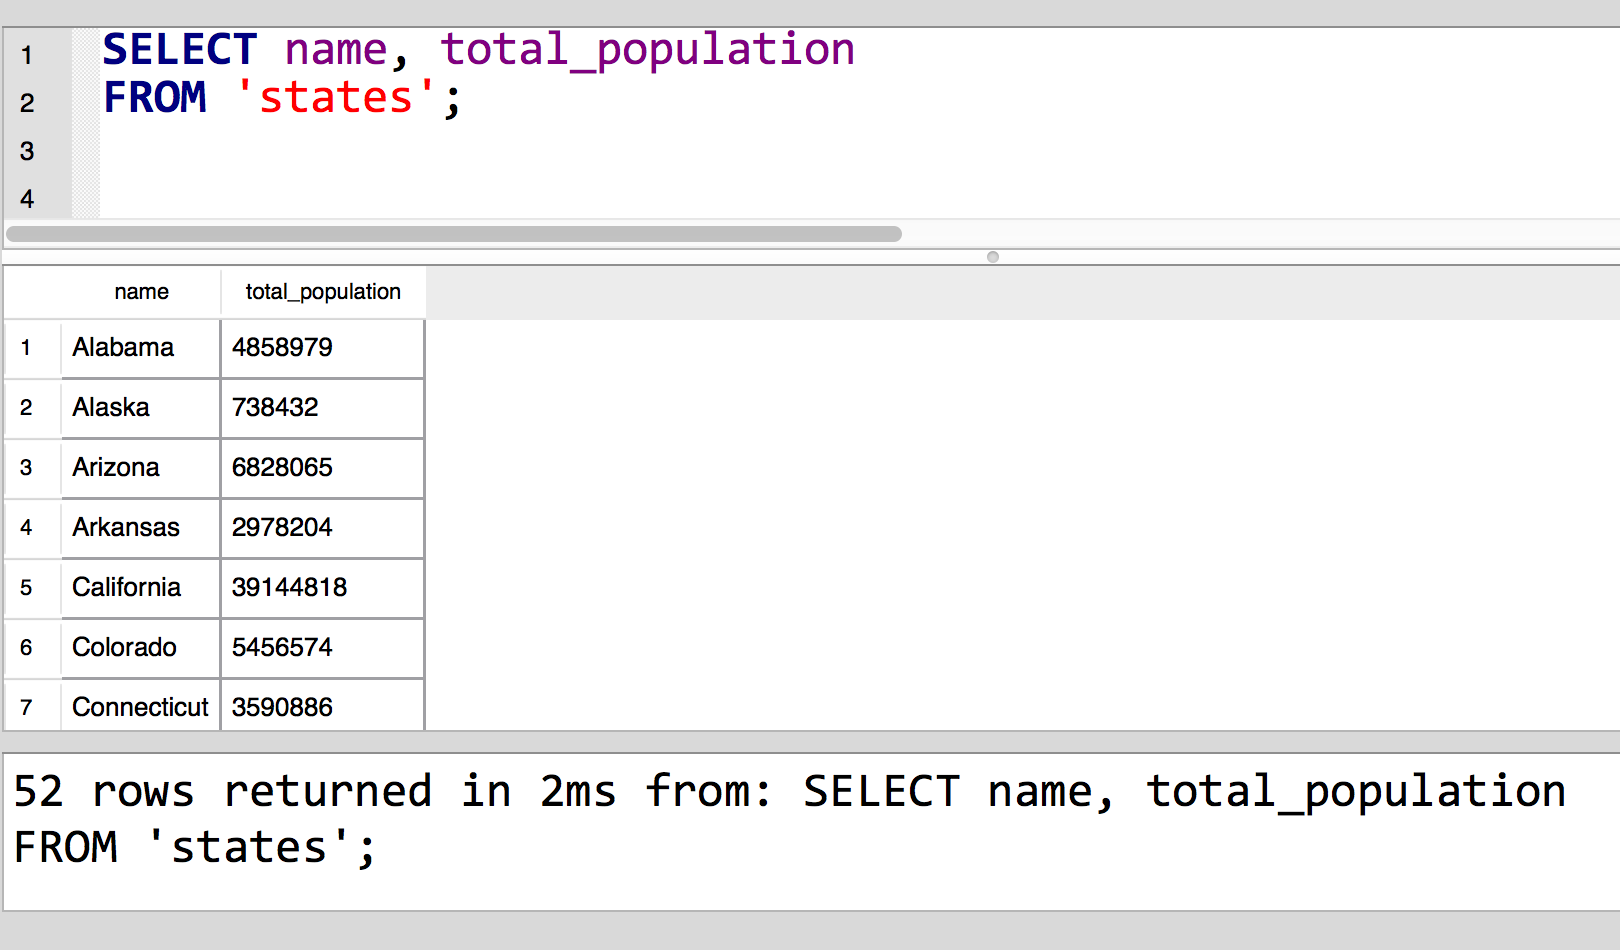 1 SELECT name, total_population
2 FROM 'states';
3
4
name total_population
1 Alabama 4858979
2 Alaska 738432
3 Arizona 6828065
4 Arkansas 2978204
5 California 39144818
6 Colorado 5456574
7 Connecticut 3590886
52 rows returned in 2ms from: SELECT name, total_population
FROM 'states';